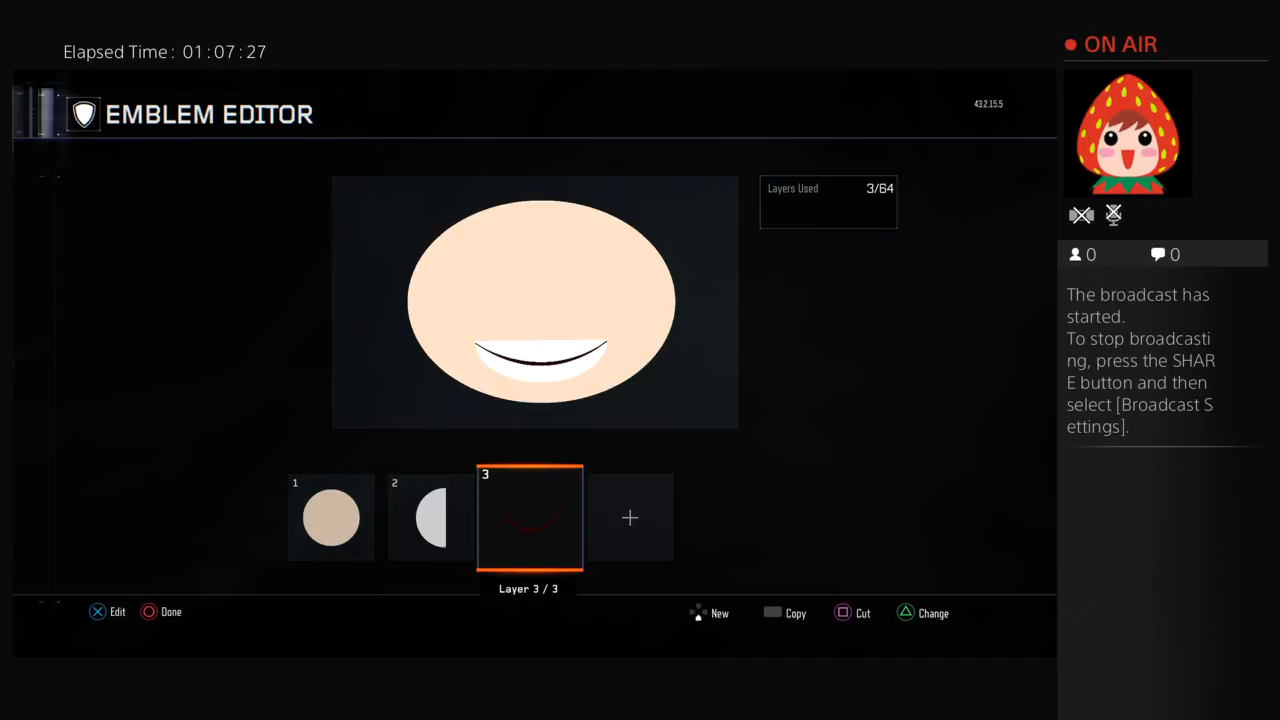 Elapsed Time: 01:07:27
ON AIR
EMBLEM EDITOR
43.2.15.5
Layers Used 3/64
0 0
The broadcast has
started.
To stop broadcasti
ng, press the SHAR
E button and then
select [Broadcast S
ettings].
1 2 3
Layer 3 / 3
Edit Done New Copy Cut Change